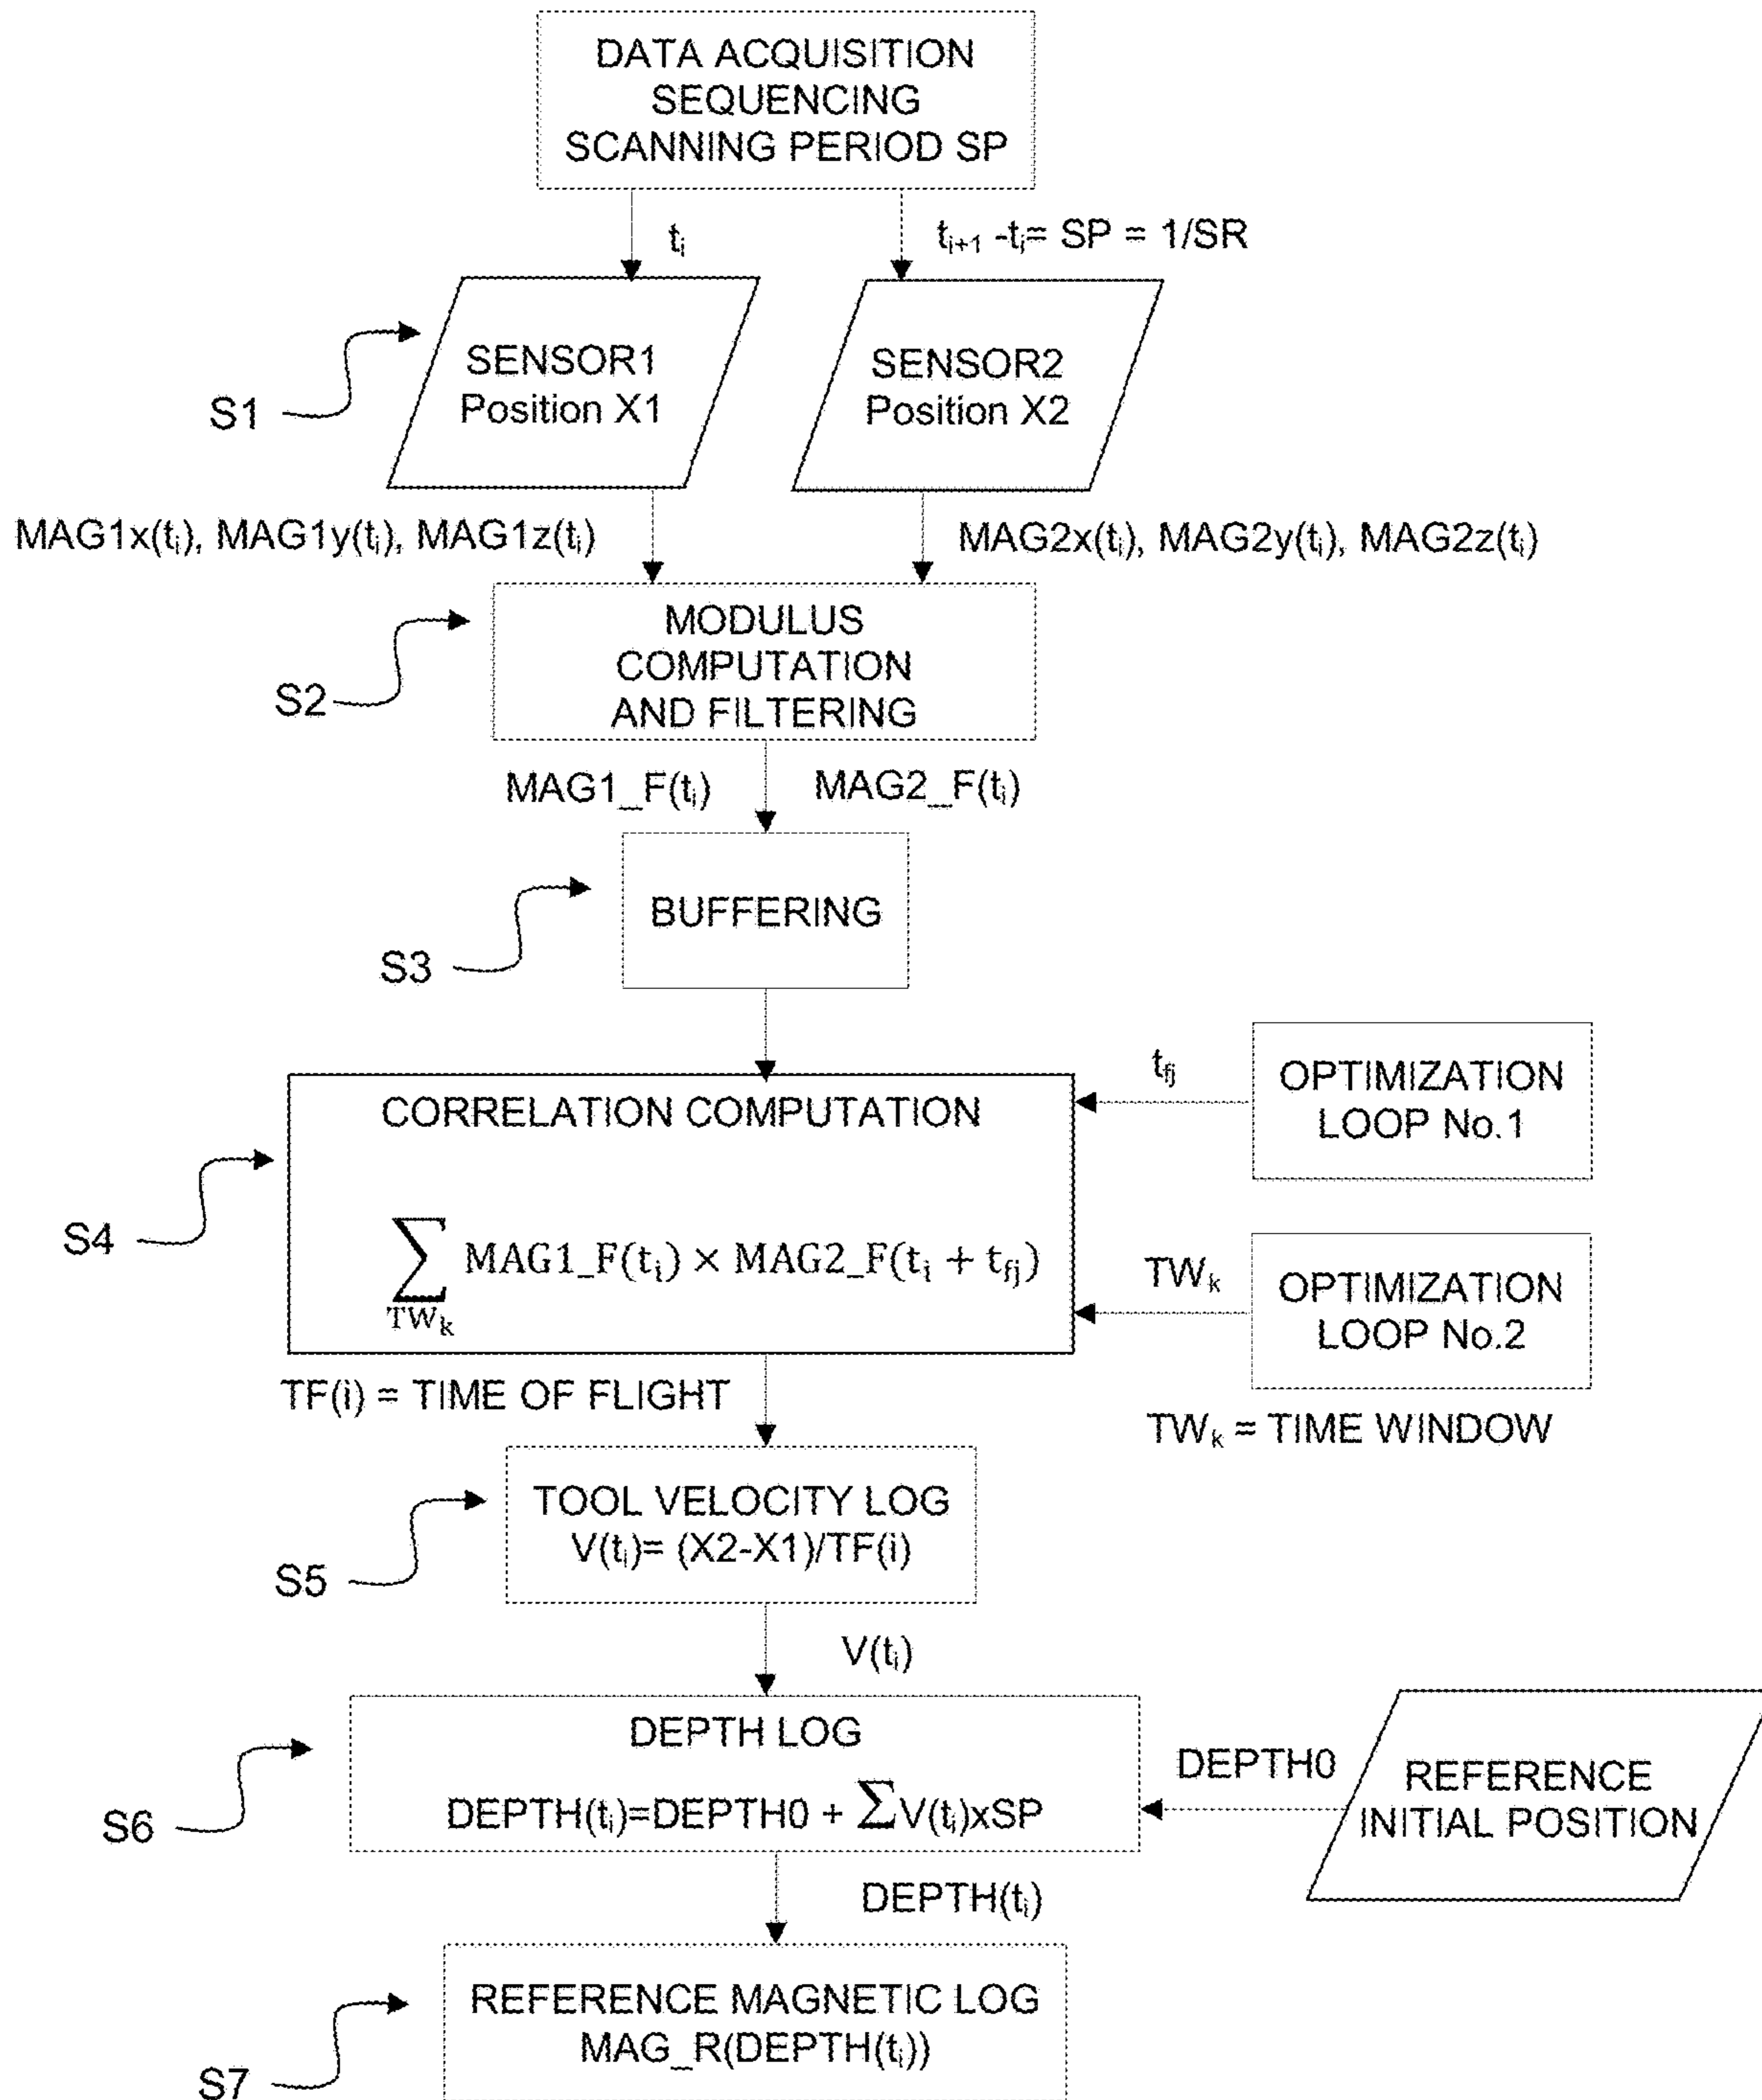 DATA ACQUISITION
SEQUENCING
SCANNING PERIOD SP
tᵢ
tᵢ₊₁ -tᵢ= SP = 1/SR
S1
SENSOR1
Position X1
SENSOR2
Position X2
MAG1x(tᵢ), MAG1y(tᵢ), MAG1z(tᵢ)
MAG2x(tᵢ), MAG2y(tᵢ), MAG2z(tᵢ)
S2
MODULUS
COMPUTATION
AND FILTERING
MAG1_F(tᵢ)
MAG2_F(tᵢ)
S3
BUFFERING
S4
CORRELATION COMPUTATION
∑ MAG1_F(tᵢ) × MAG2_F(tᵢ + t_fj)
TWₖ
t_fj
OPTIMIZATION
LOOP No.1
TWₖ
OPTIMIZATION
LOOP No.2
TWₖ = TIME WINDOW
TF(i) = TIME OF FLIGHT
S5
TOOL VELOCITY LOG
V(tᵢ)= (X2-X1)/TF(i)
V(tᵢ)
S6
DEPTH LOG
DEPTH(tᵢ)=DEPTH0 + ∑V(tᵢ)xSP
DEPTH0
REFERENCE
INITIAL POSITION
DEPTH(tᵢ)
S7
REFERENCE MAGNETIC LOG
MAG_R(DEPTH(tᵢ))